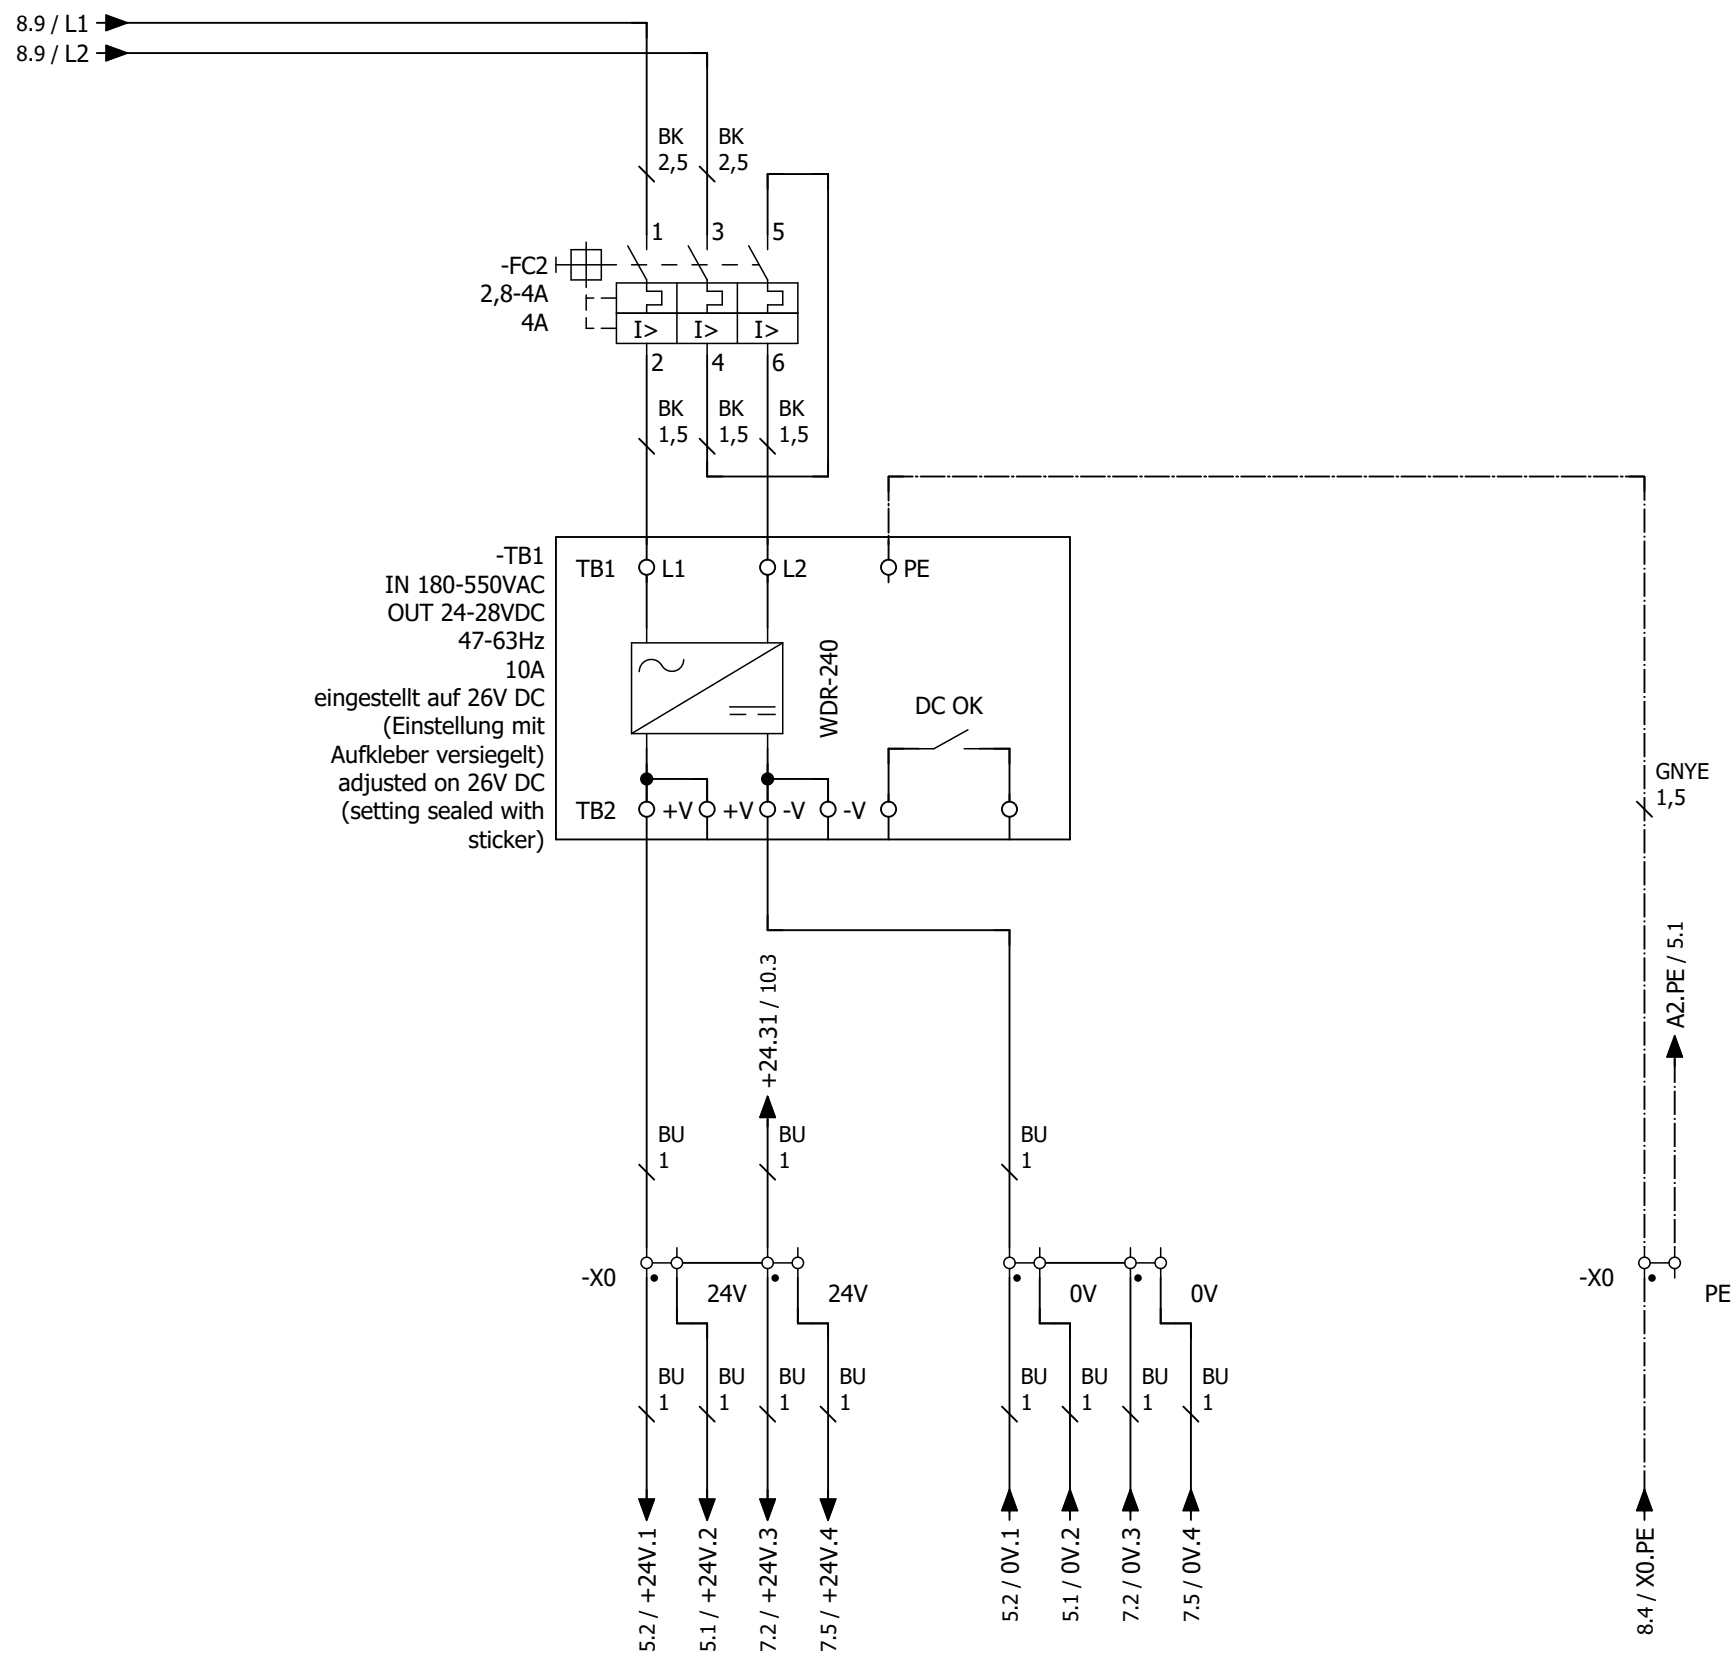 8.9 / L1
8.9 / L2
BK
2,5
BK
2,5
1
3
5
-FC2
2,8-4A
4A
I>
I>
I>
2
4
6
BK
1,5
BK
1,5
BK
1,5
-TB1
IN 180-550VAC
OUT 24-28VDC
47-63Hz
10A
eingestellt auf 26V DC
(Einstellung mit
Aufkleber versiegelt)
adjusted on 26V DC
(setting sealed with
sticker)
TB1
L1
L2
PE
WDR-240
DC OK
TB2
+V
+V
-V
-V
GNYE
1,5
A2.PE / 5.1
+24.31 / 10.3
BU
1
BU
1
BU
1
-X0
24V
24V
0V
0V
-X0
PE
BU
1
BU
1
BU
1
BU
1
BU
1
BU
1
BU
1
BU
1
5.2 / +24V.1
5.1 / +24V.2
7.2 / +24V.3
7.5 / +24V.4
5.2 / 0V.1
5.1 / 0V.2
7.2 / 0V.3
7.5 / 0V.4
8.4 / X0.PE